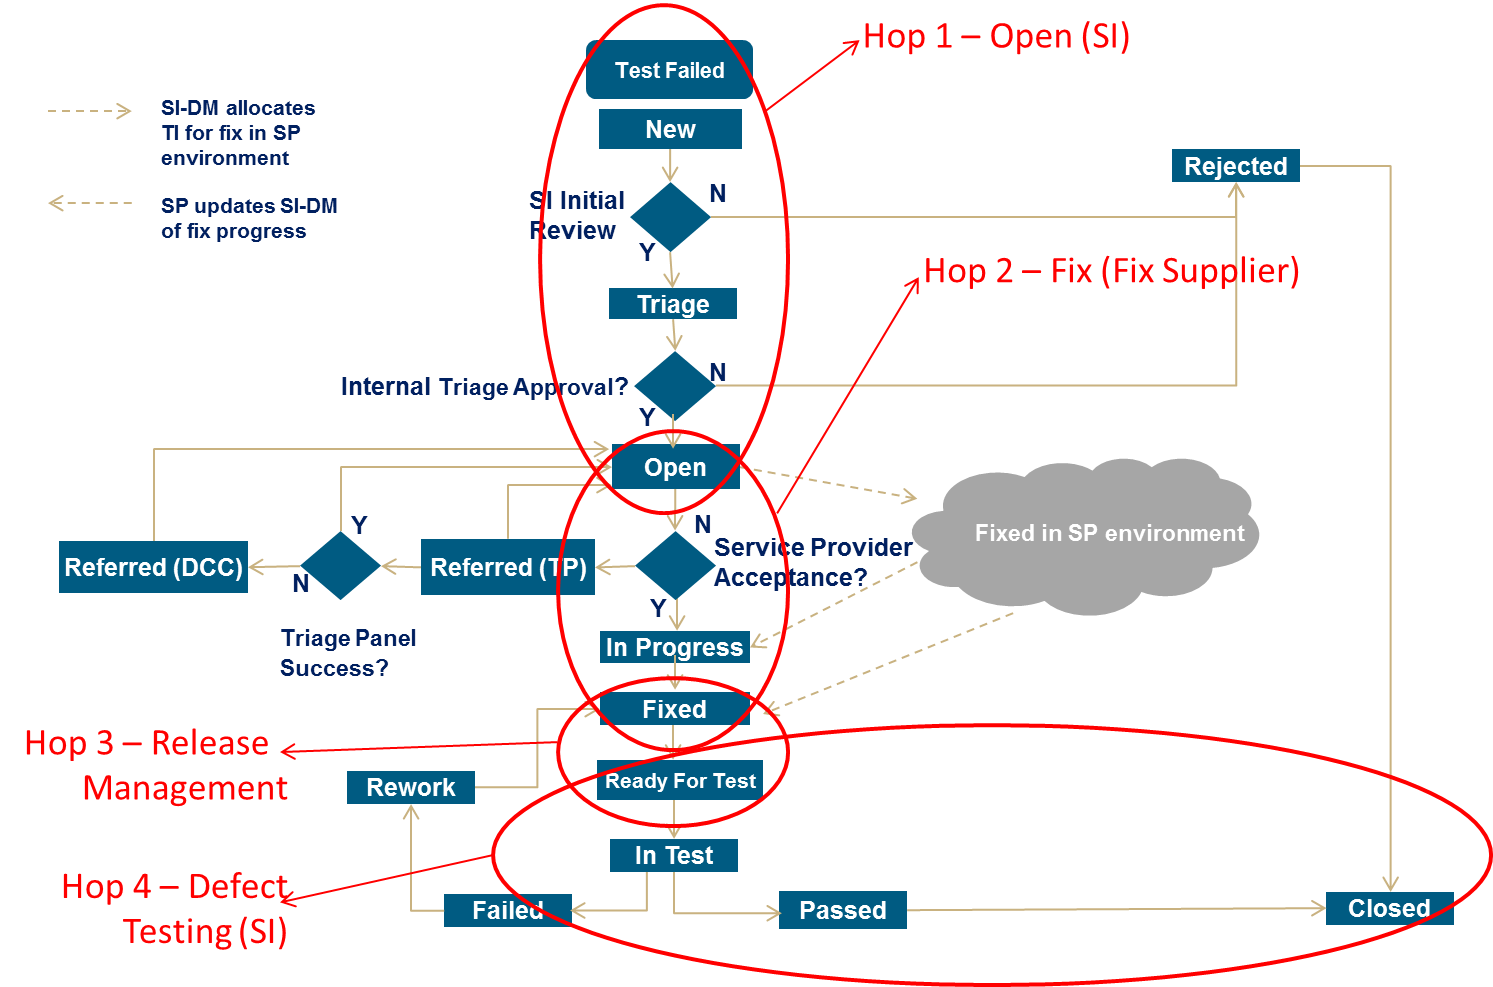 Hop 1 – Open (SI)
Test Failed
SI-DM allocates
TI for fix in SP
environment
New
Rejected
N
SI Initial
Review
SP updates SI-DM
of fix progress
Y
Hop 2 – Fix (Fix Supplier)
Triage
N
Internal Triage Approval?
Y
Open
N
Y
Fixed in SP environment
Service Provider
Acceptance?
Referred (DCC)
N
Referred (TP)
Y
Triage Panel
Success?
In Progress
Fixed
Hop 3 – Release
Management
Rework
Ready For Test
In Test
Hop 4 – Defect
Testing (SI)
Failed
Passed
Closed